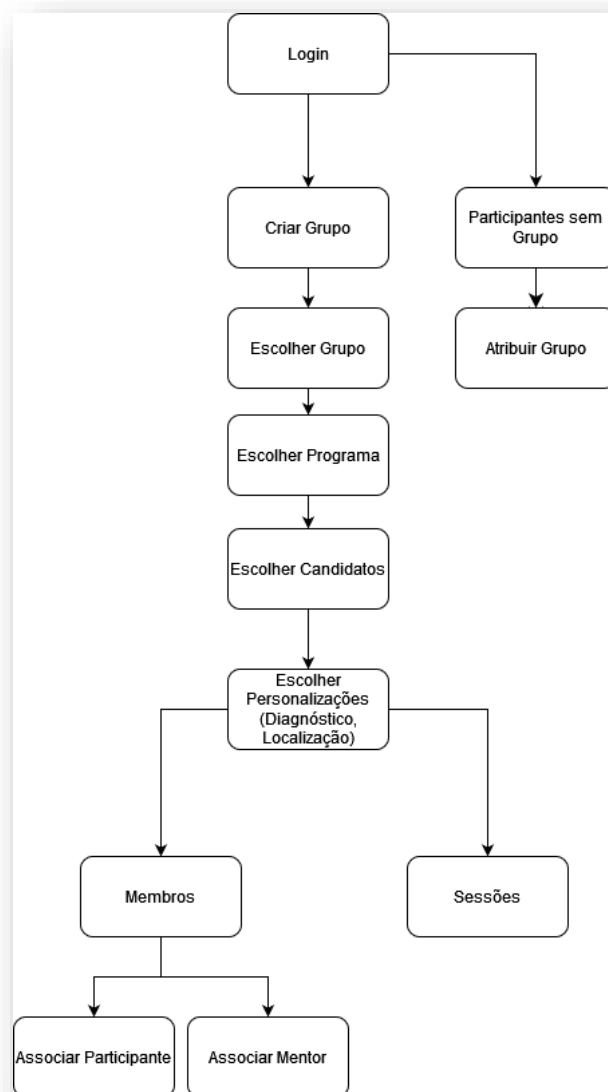 Login
Criar Grupo
Participantes sem
Grupo
Escolher Grupo
Atribuir Grupo
Escolher Programa
Escolher Candidatos
Escolher
Personalizações
(Diagnóstico,
Localização)
Membros
Sessões
Associar Participante
Associar Mentor